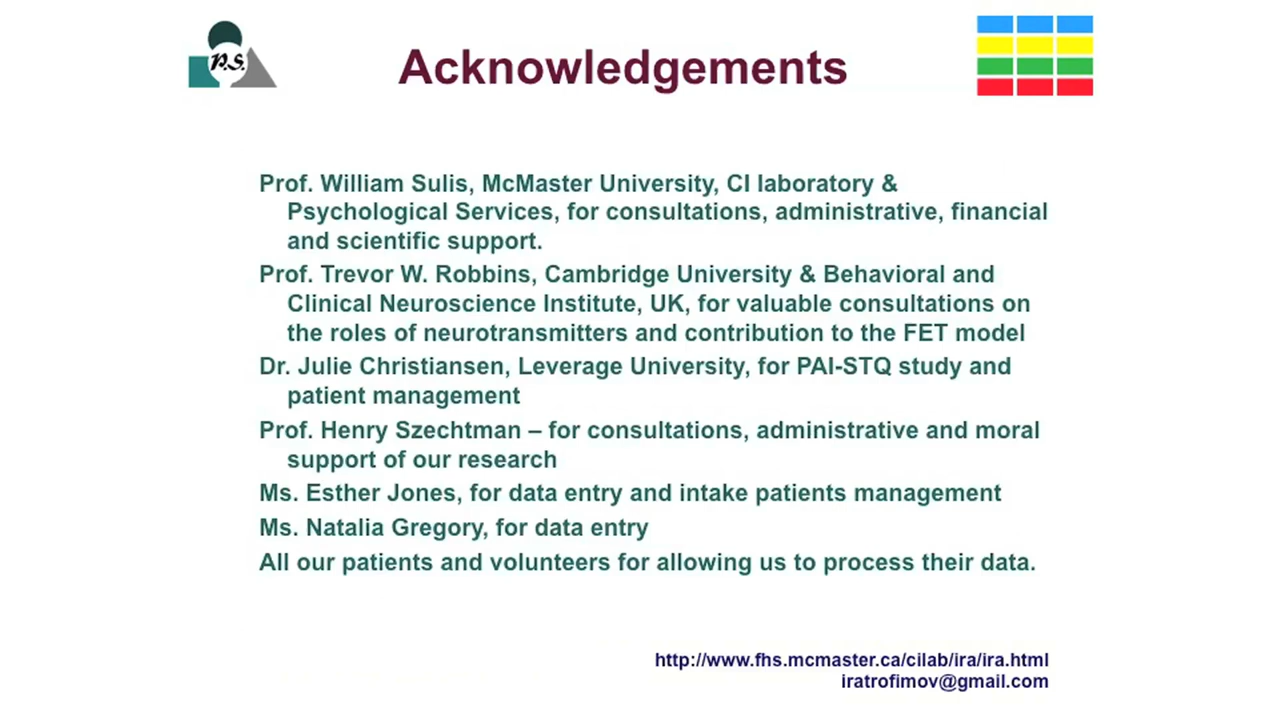 P.S.
Acknowledgements
Prof. William Sulis, McMaster University, CI laboratory &
Psychological Services, for consultations, administrative, financial
and scientific support.
Prof. Trevor W. Robbins, Cambridge University & Behavioral and
Clinical Neuroscience Institute, UK, for valuable consultations on
the roles of neurotransmitters and contribution to the FET model
Dr. Julie Christiansen, Leverage University, for PAI-STQ study and
patient management
Prof. Henry Szechtman – for consultations, administrative and moral
support of our research
Ms. Esther Jones, for data entry and intake patients management
Ms. Natalia Gregory, for data entry
All our patients and volunteers for allowing us to process their data.
http://www.fhs.mcmaster.ca/cilab/ira/ira.html
iratrofimov@gmail.com